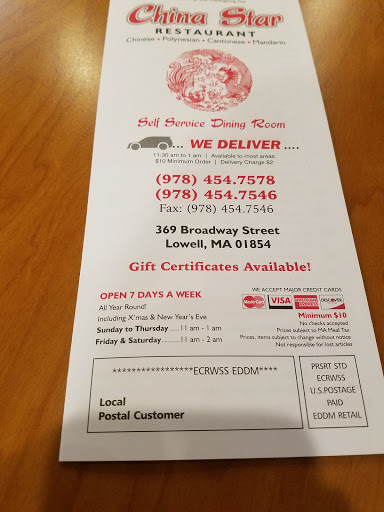 China Star
RESTAURANT
Chinese • Polynesian • Cantonese • Mandarin
Self Service Dining Room
... WE DELIVER ....
11:30 am to 1 am | Available to most areas
$10 Minimum Order | Delivery Charge $2
(978) 454.7578
(978) 454.7546
Fax: (978) 454.7546
369 Broadway Street
Lowell, MA 01854
Gift Certificates Available!
OPEN 7 DAYS A WEEK
All Year Round!
Including X'mas & New Year's Eve
Sunday to Thursday.....11 am - 1 am
Friday & Saturday........11 am - 2 am
WE ACCEPT MAJOR CREDIT CARDS
MasterCard VISA AMERICAN EXPRESS DISCOVER
Minimum $10
No checks accepted
Prices subject to MA Meal Tax
Prices, items subject to change without notice
Not responsible for lost articles
*****************ECRWSS EDDM****
Local
Postal Customer
PRSRT STD
ECRWSS
U.S.POSTAGE
PAID
EDDM RETAIL